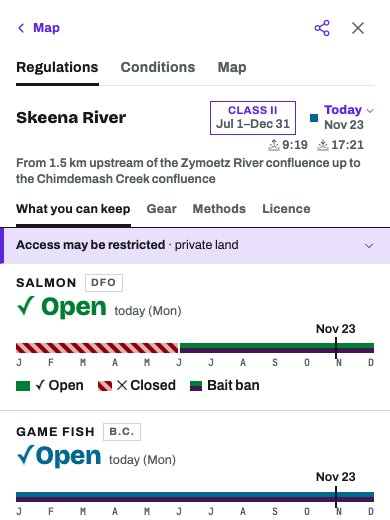 Map
Regulations Conditions Map
Skeena River
CLASS II
Jul 1–Dec 31
Today
Nov 23
9:19 17:21
From 1.5 km upstream of the Zymoetz River confluence up to
the Chimdemash Creek confluence
What you can keep Gear Methods Licence
Access may be restricted · private land
SALMON DFO
✓ Open today (Mon)
Nov 23
J F M A M J J A S O N D
✓ Open ✕ Closed Bait ban
GAME FISH B.C.
✓ Open today (Mon)
Nov 23
J F M A M J J A S O N D